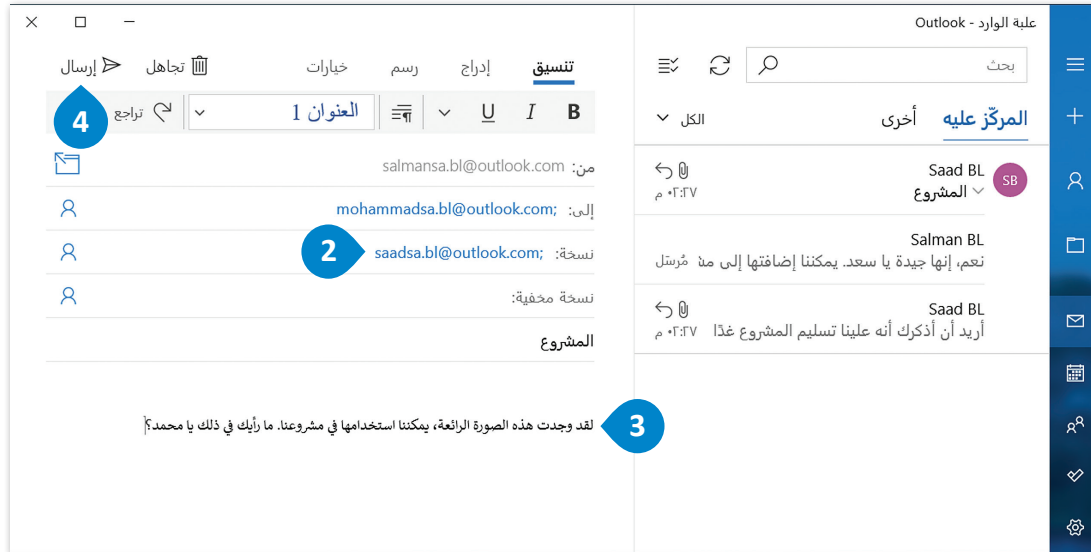 علبة الوارد - Outlook
بحث
المركّز عليه أخرى الكل
SB
Saad BL
المشروع ٠٢:٢٧ م
Salman BL
نعم، إنها جيدة يا سعد. يمكننا إضافتها إلى مش مُرسَل
Saad BL
أريد أن أذكرك أنه علينا تسليم المشروع غدًا ٠٢:٢٧ م
تنسيق إدراج رسم خيارات تجاهل إرسال
B I U العنوان 1 تراجع
4
من: salmansa.bl@outlook.com
إلى: mohammadsa.bl@outlook.com;
نسخة: saadsa.bl@outlook.com;
2
نسخة مخفية:
المشروع
3
لقد وجدت هذه الصورة الرائعة، يمكننا استخدامها في مشروعنا. ما رأيك في ذلك يا محمد؟